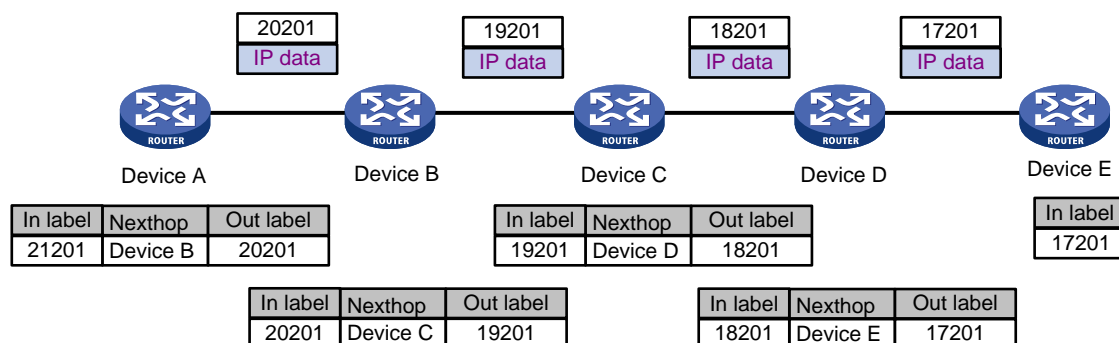 20201
IP data
19201
IP data
18201
IP data
17201
IP data
ROUTER
ROUTER
ROUTER
ROUTER
ROUTER
Device A
Device B
Device C
Device D
Device E
In label Nexthop Out label
21201 Device B 20201
In label Nexthop Out label
19201 Device D 18201
In label
17201
In label Nexthop Out label
20201 Device C 19201
In label Nexthop Out label
18201 Device E 17201